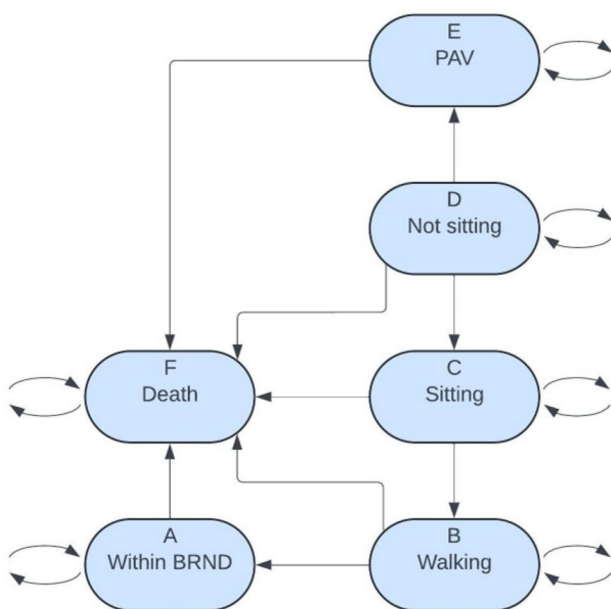 E
PAV
D
Not sitting
F
Death
C
Sitting
A
Within BRND
B
Walking